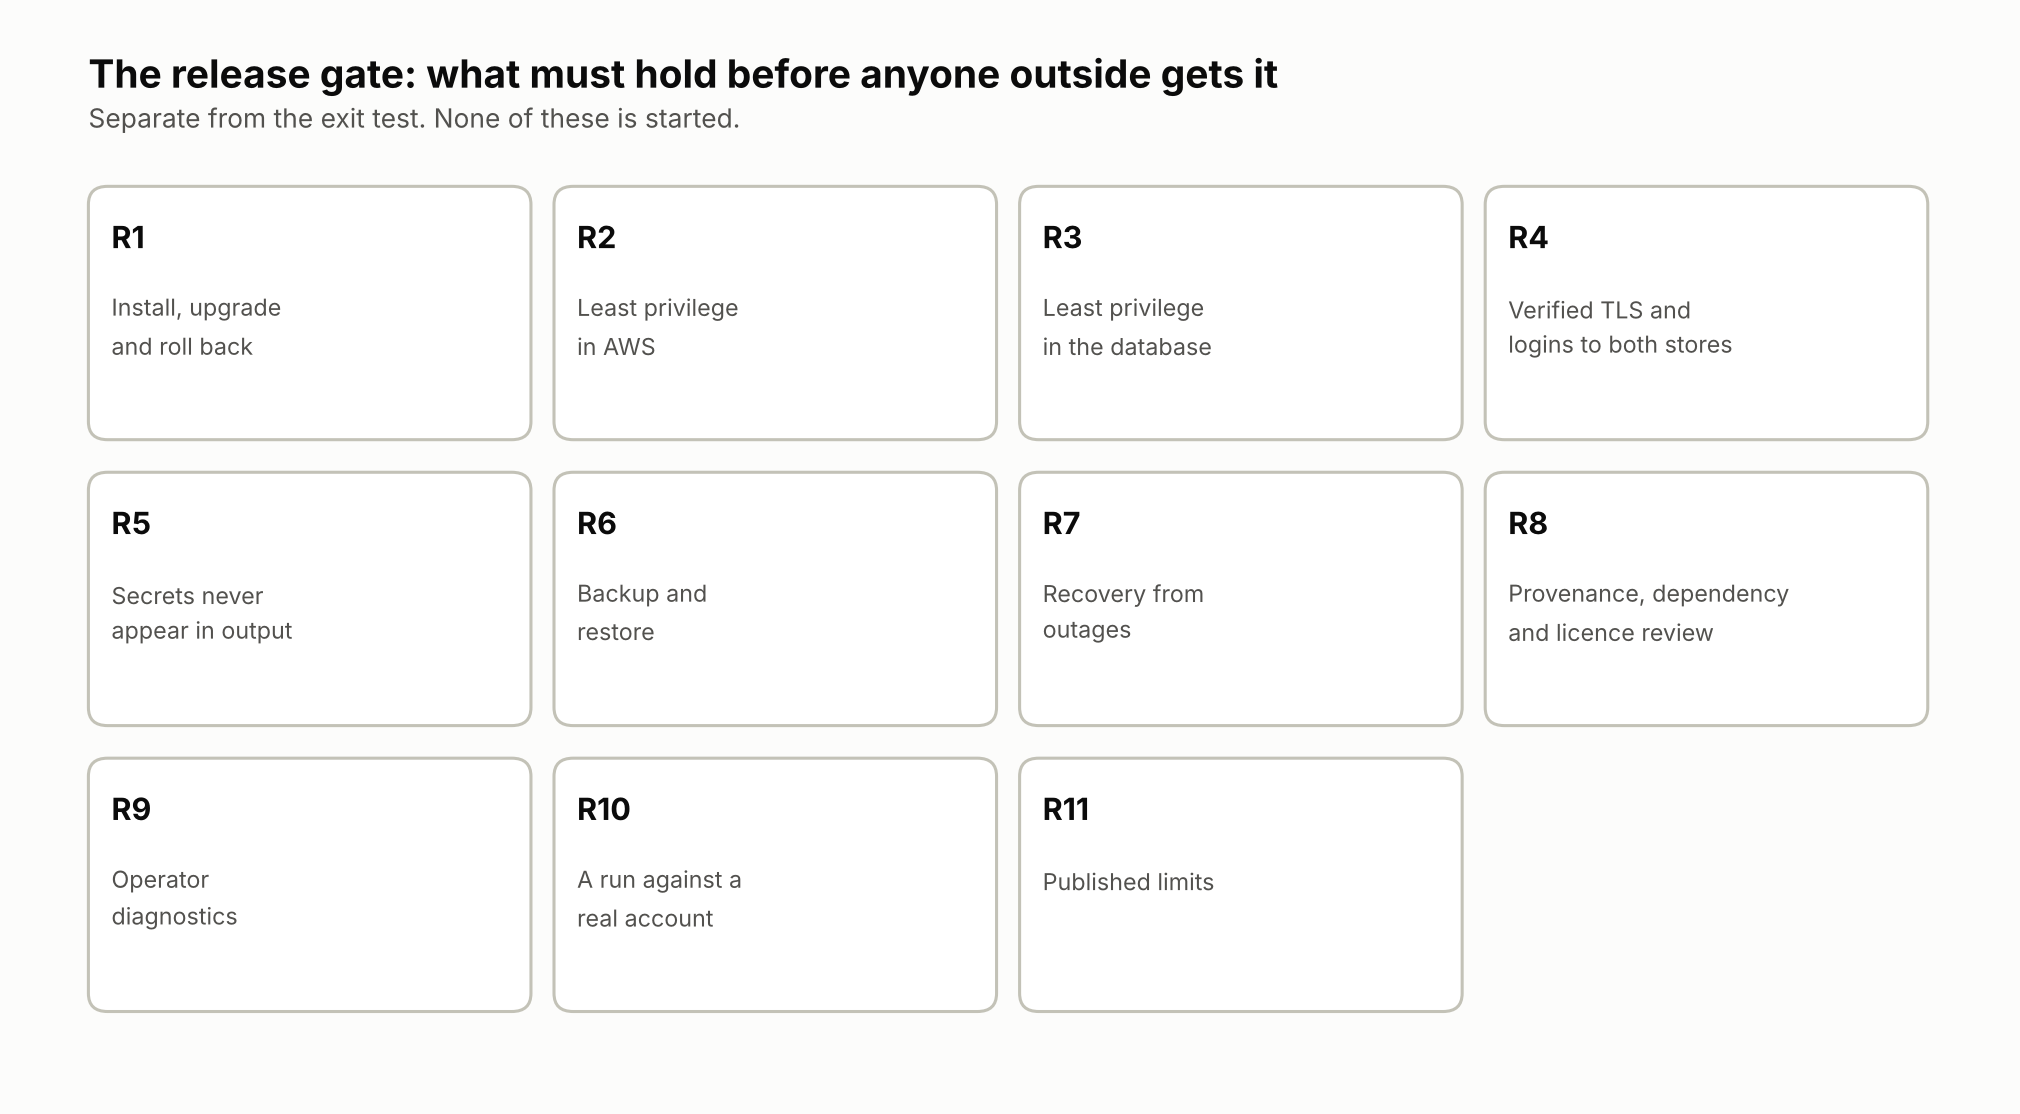 The release gate: what must hold before anyone outside gets it
Separate from the exit test. None of these is started.
R1
Install, upgrade
and roll back
R2
Least privilege
in AWS
R3
Least privilege
in the database
R4
Verified TLS and
logins to both stores
R5
Secrets never
appear in output
R6
Backup and
restore
R7
Recovery from
outages
R8
Provenance, dependency
and licence review
R9
Operator
diagnostics
R10
A run against a
real account
R11
Published limits